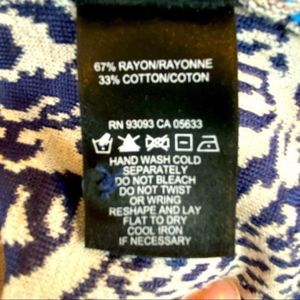 67% RAYON/RAYONNE
33% COTTON/COTON
RN 93093 CA 05633
HAND WASH COLD
SEPARATELY
DO NOT BLEACH
DO NOT TWIST
OR WRING
RESHAPE AND LAY
FLAT TO DRY
COOL IRON
IF NECESSARY